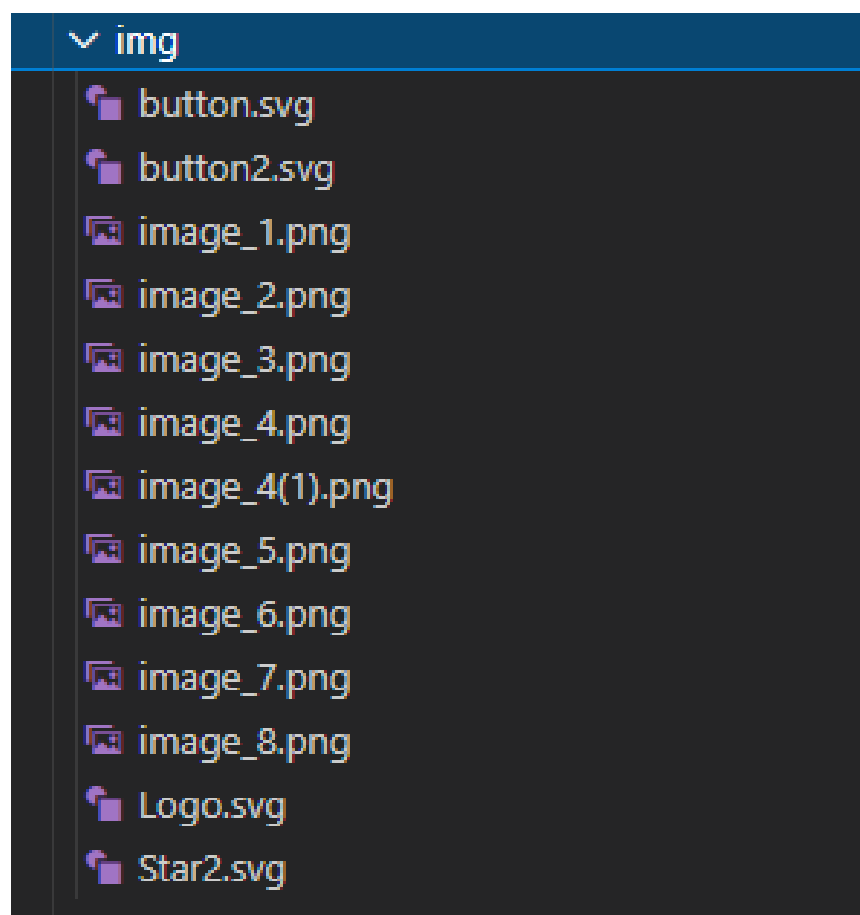 img
button.svg
button2.svg
image_1.png
image_2.png
image_3.png
image_4.png
image_4(1).png
image_5.png
image_6.png
image_7.png
image_8.png
Logo.svg
Star2.svg